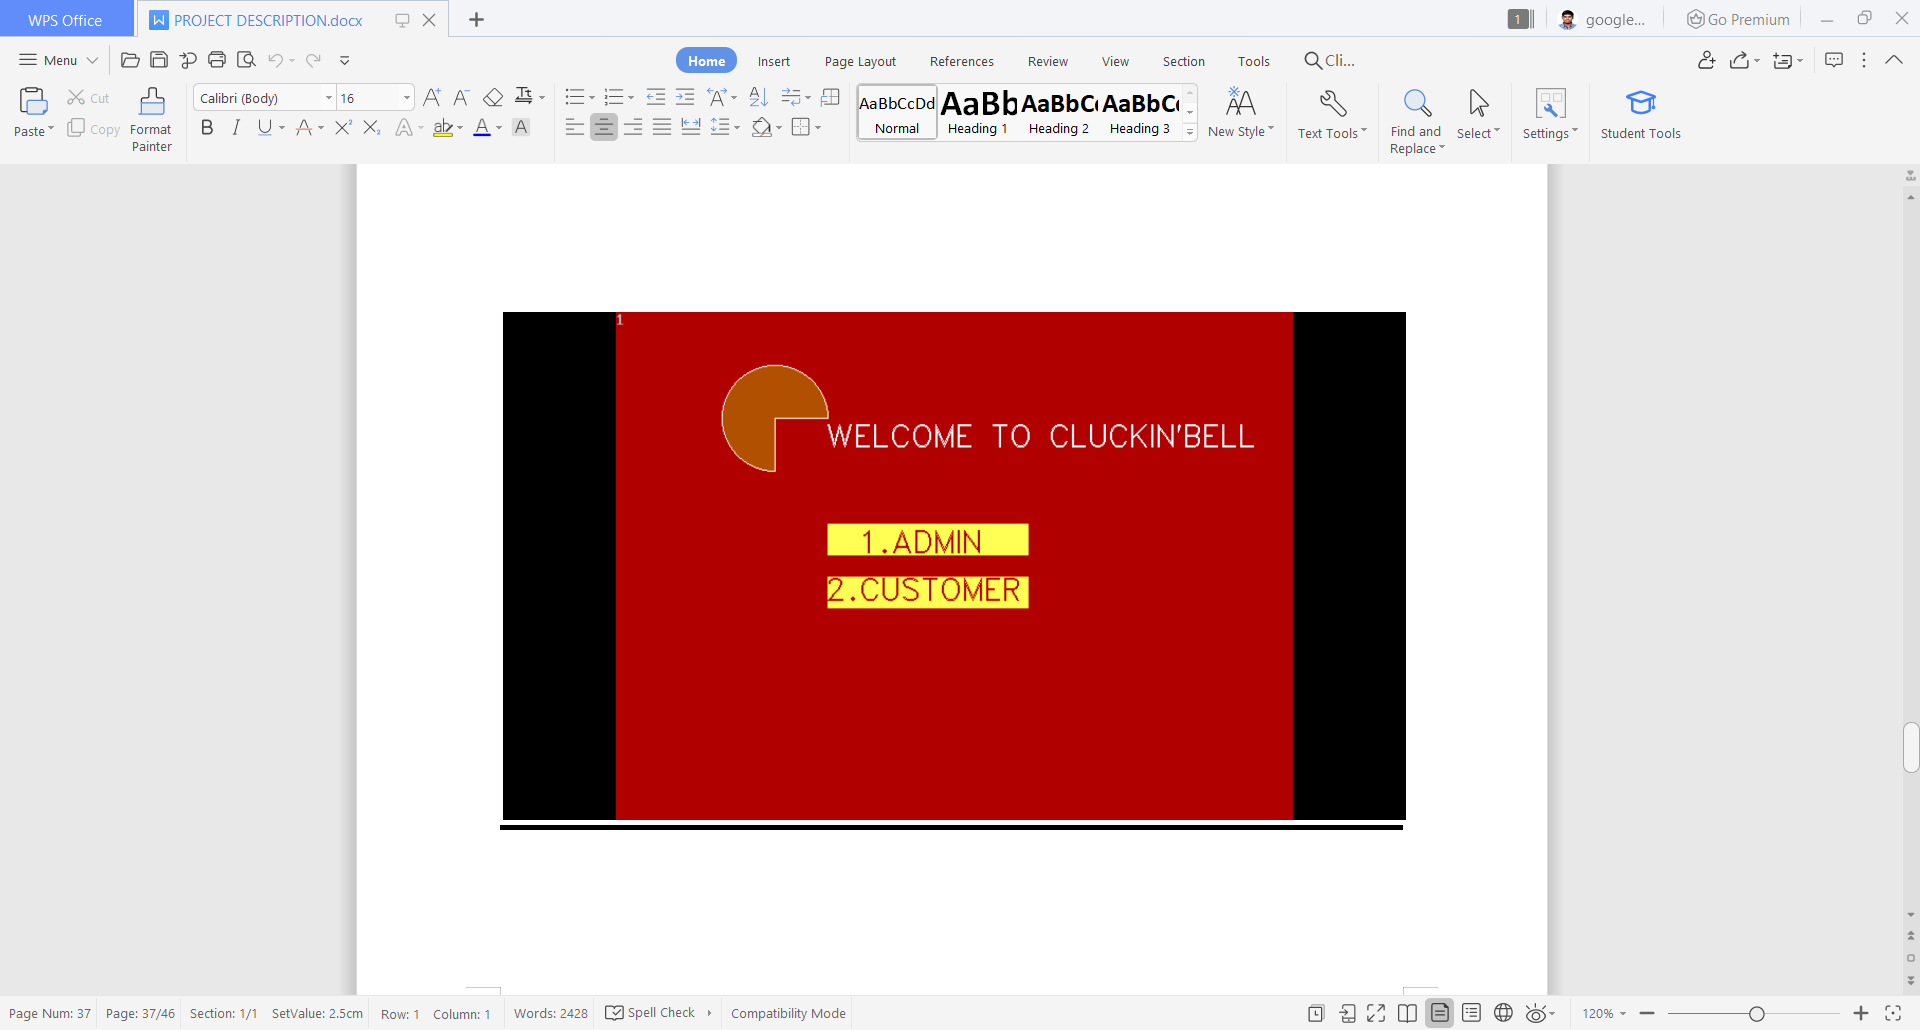 WPS Office
PROJECT DESCRIPTION.docx
1
google...
Go Premium
Menu
Home
Insert
Page Layout
References
Review
View
Section
Tools
Cli...
Paste
Cut
Copy
Format
Painter
Calibri (Body)
16
AaBbCcDd
Normal
AaBb
Heading 1
AaBbC
Heading 2
AaBbC
Heading 3
New Style
Text Tools
Find and
Replace
Select
Settings
Student Tools
1
WELCOME TO CLUCKIN'BELL
1.ADMIN
2.CUSTOMER
Page Num: 37
Page: 37/46
Section: 1/1
SetValue: 2.5cm
Row: 1
Column: 1
Words: 2428
Spell Check
Compatibility Mode
120%